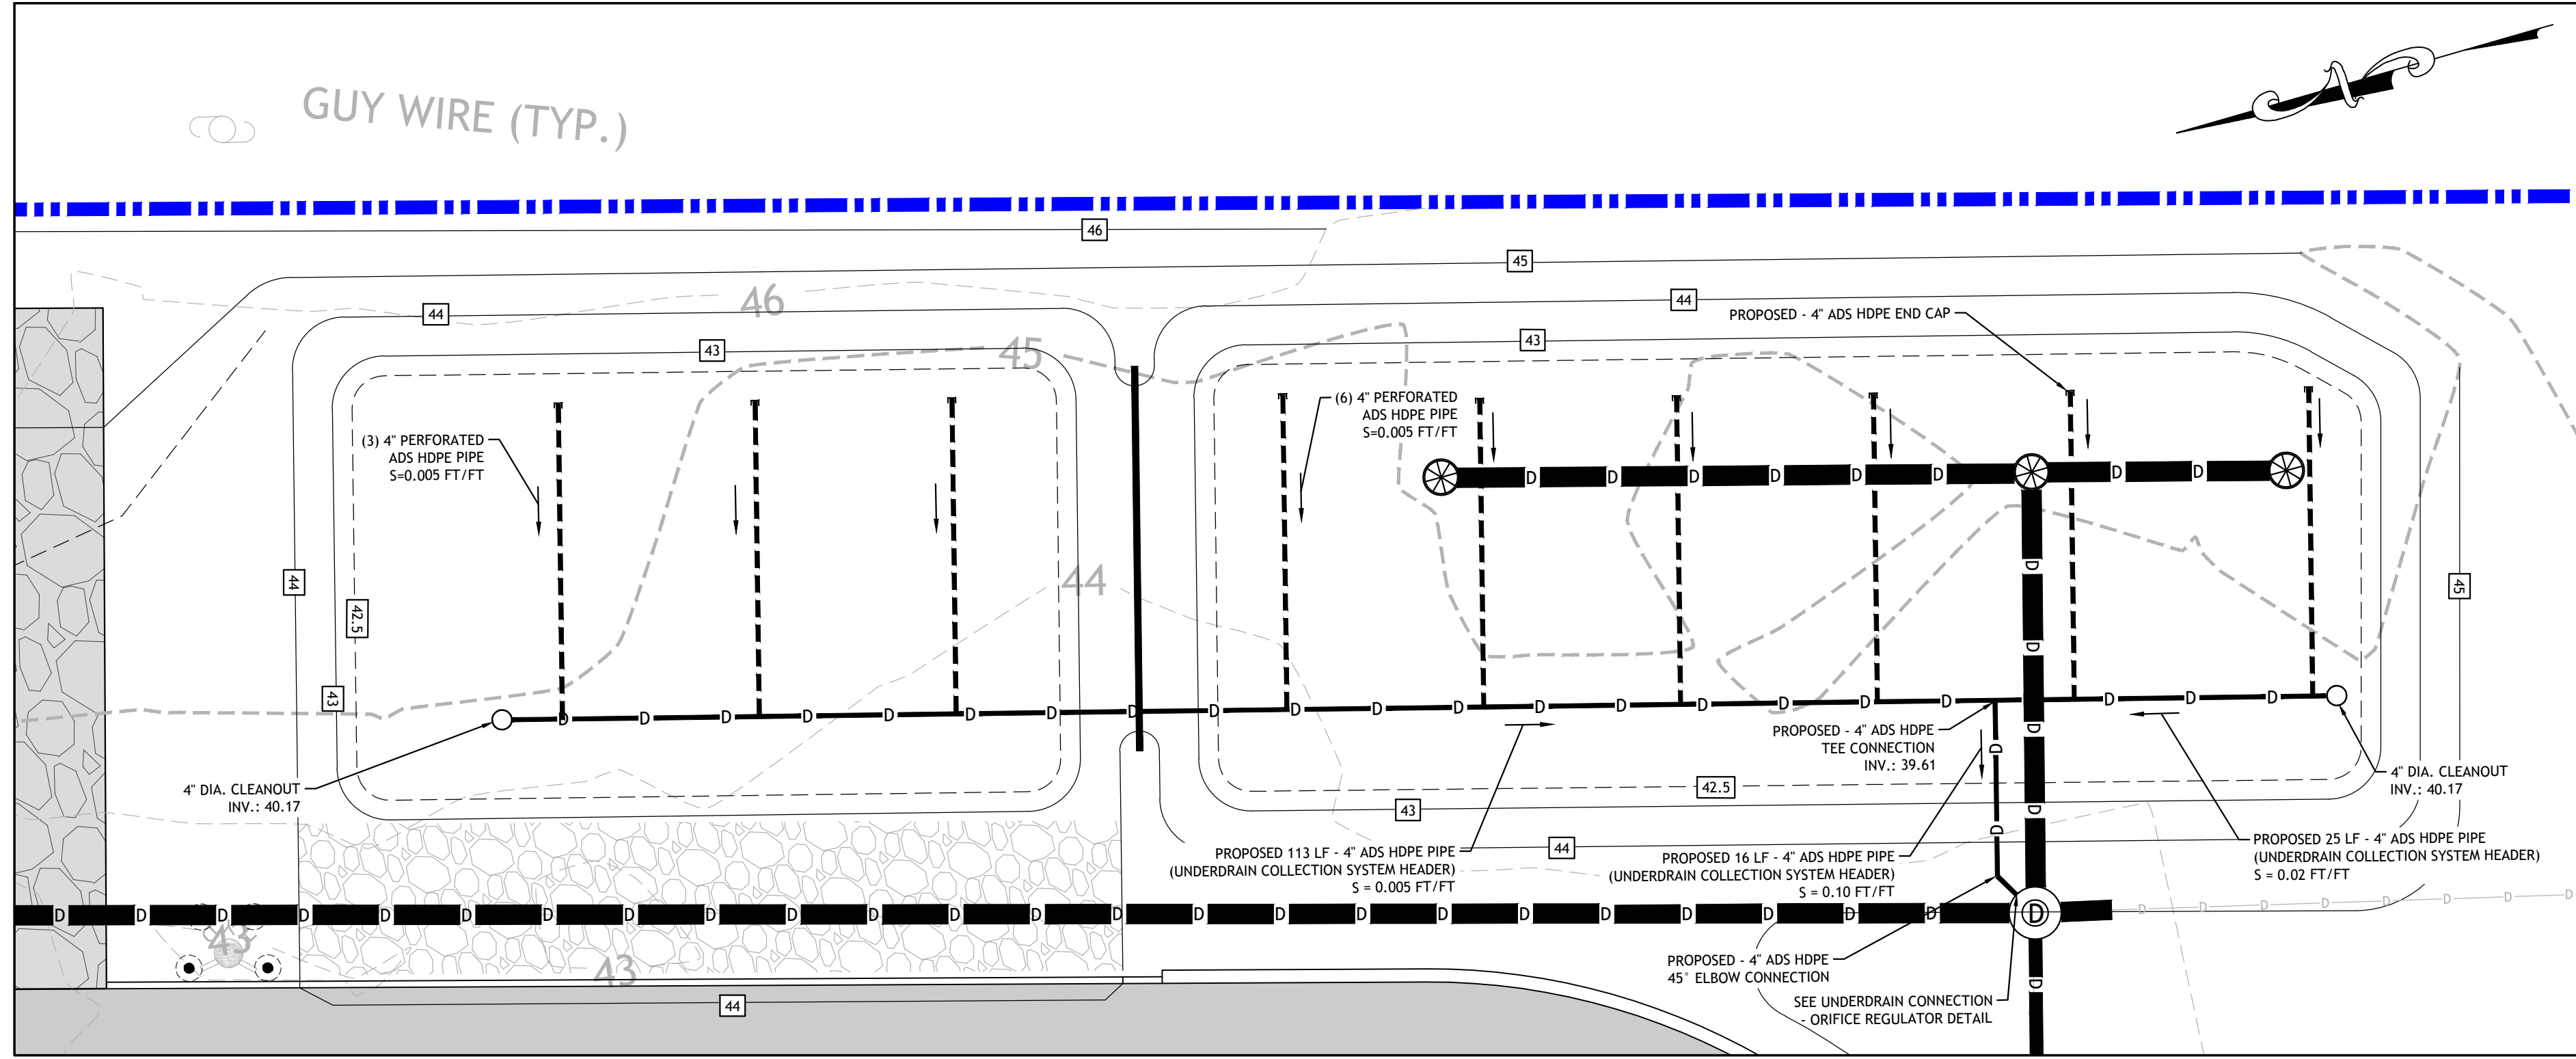 GUY WIRE (TYP.)
N
46
45
44
46
44
PROPOSED - 4" ADS HDPE END CAP
43
45
43
(6) 4" PERFORATED
ADS HDPE PIPE
S=0.005 FT/FT
(3) 4" PERFORATED
ADS HDPE PIPE
S=0.005 FT/FT
44
44
42.5
45
43
PROPOSED - 4" ADS HDPE
TEE CONNECTION
INV.: 39.61
4" DIA. CLEANOUT
INV.: 40.17
4" DIA. CLEANOUT
INV.: 40.17
42.5
43
44
PROPOSED 113 LF - 4" ADS HDPE PIPE
(UNDERDRAIN COLLECTION SYSTEM HEADER)
S = 0.005 FT/FT
PROPOSED 16 LF - 4" ADS HDPE PIPE
(UNDERDRAIN COLLECTION SYSTEM HEADER)
S = 0.10 FT/FT
PROPOSED 25 LF - 4" ADS HDPE PIPE
(UNDERDRAIN COLLECTION SYSTEM HEADER)
S = 0.02 FT/FT
D
43
43
PROPOSED - 4" ADS HDPE
45° ELBOW CONNECTION
SEE UNDERDRAIN CONNECTION
- ORIFICE REGULATOR DETAIL
44